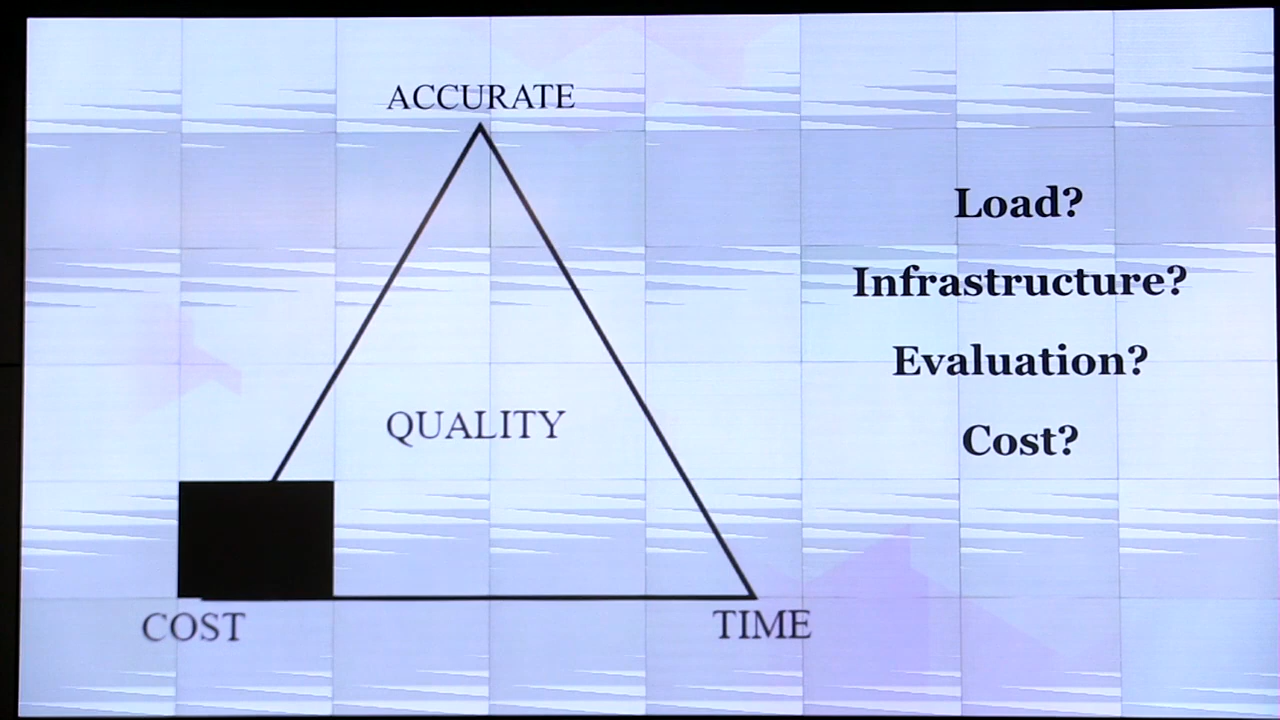 ACCURATE
QUALITY
COST
TIME
Load?
Infrastructure?
Evaluation?
Cost?